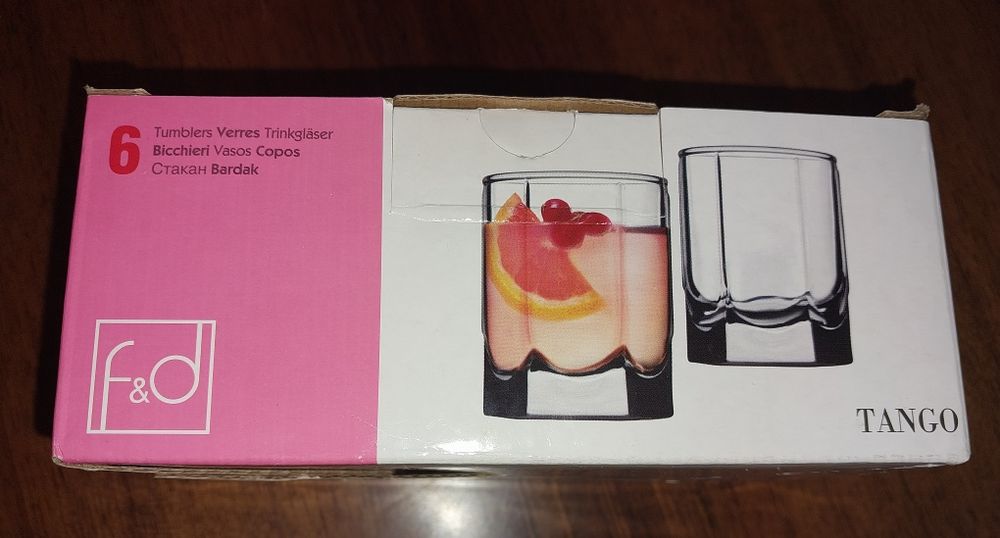 6
Tumblers Verres Trinkgläser
Bicchieri Vasos Copos
Стакан Bardak
f&d
TANGO